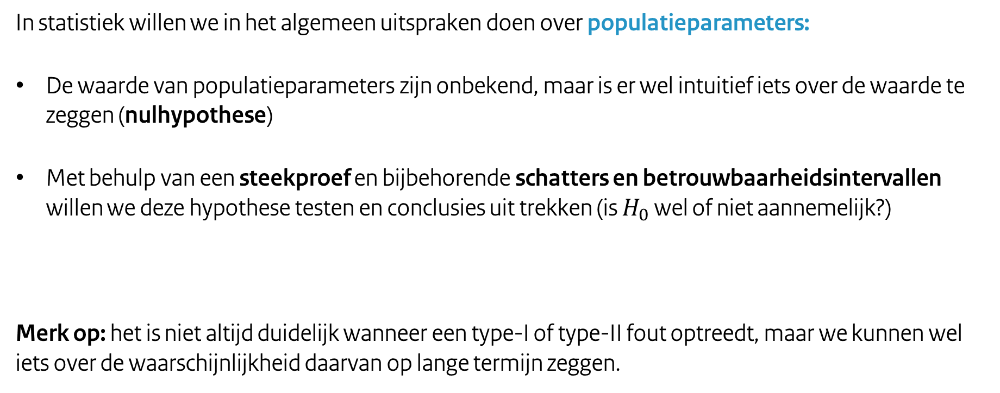 In statistiek willen we in het algemeen uitspraken doen over populatieparameters:
• De waarde van populatieparameters zijn onbekend, maar is er wel intuitief iets over de waarde te
zeggen (nulhypothese)
• Met behulp van een steekproef en bijbehorende schatters en betrouwbaarheidsintervallen
willen we deze hypothese testen en conclusies uit trekken (is H₀ wel of niet aannemelijk?)
Merk op: het is niet altijd duidelijk wanneer een type-I of type-II fout optreedt, maar we kunnen wel
iets over de waarschijnlijkheid daarvan op lange termijn zeggen.